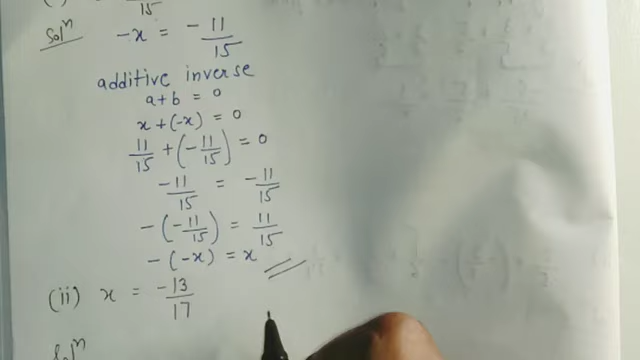 15
Solⁿ -x = -11/15
additive inverse
a+b = 0
x+(-x) = 0
11/15 + (-11/15) = 0
-11/15 = -11/15
-(-11/15) = 11/15
-(-x) = x
(ii) x = -13/17
Solⁿ